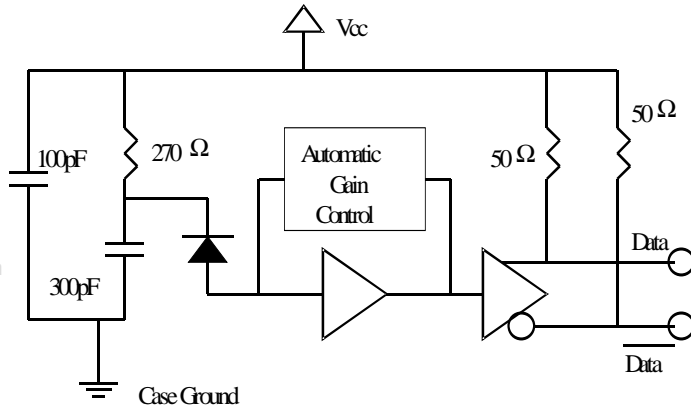 Vcc
50 Ω
100pF
270 Ω
Automatic
Gain
Control
50 Ω
Data
300pF
Data
Case Ground